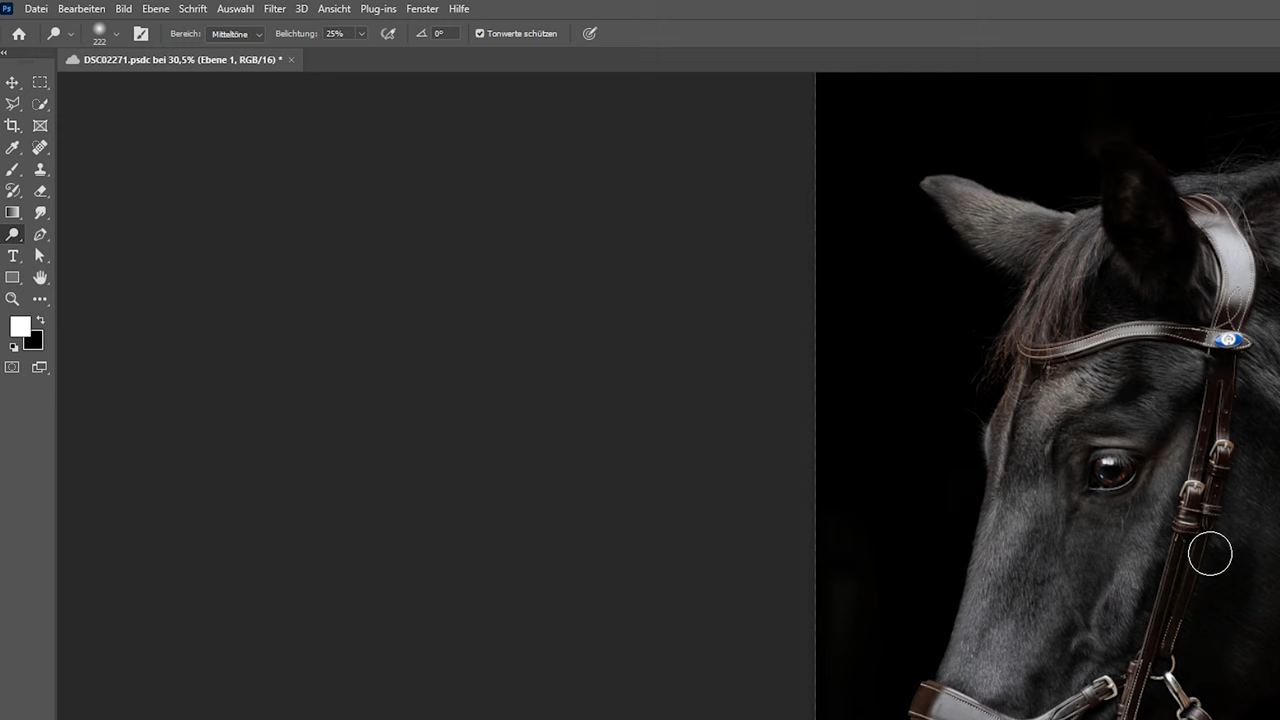 Ps Datei Bearbeiten Bild Ebene Schrift Auswahl Filter 3D Ansicht Plug-ins Fenster Hilfe
222 Bereich: Mitteltöne Belichtung: 25% 0° Tonwerte schützen
DSC02271.psdc bei 30,5% (Ebene 1, RGB/16) * ×